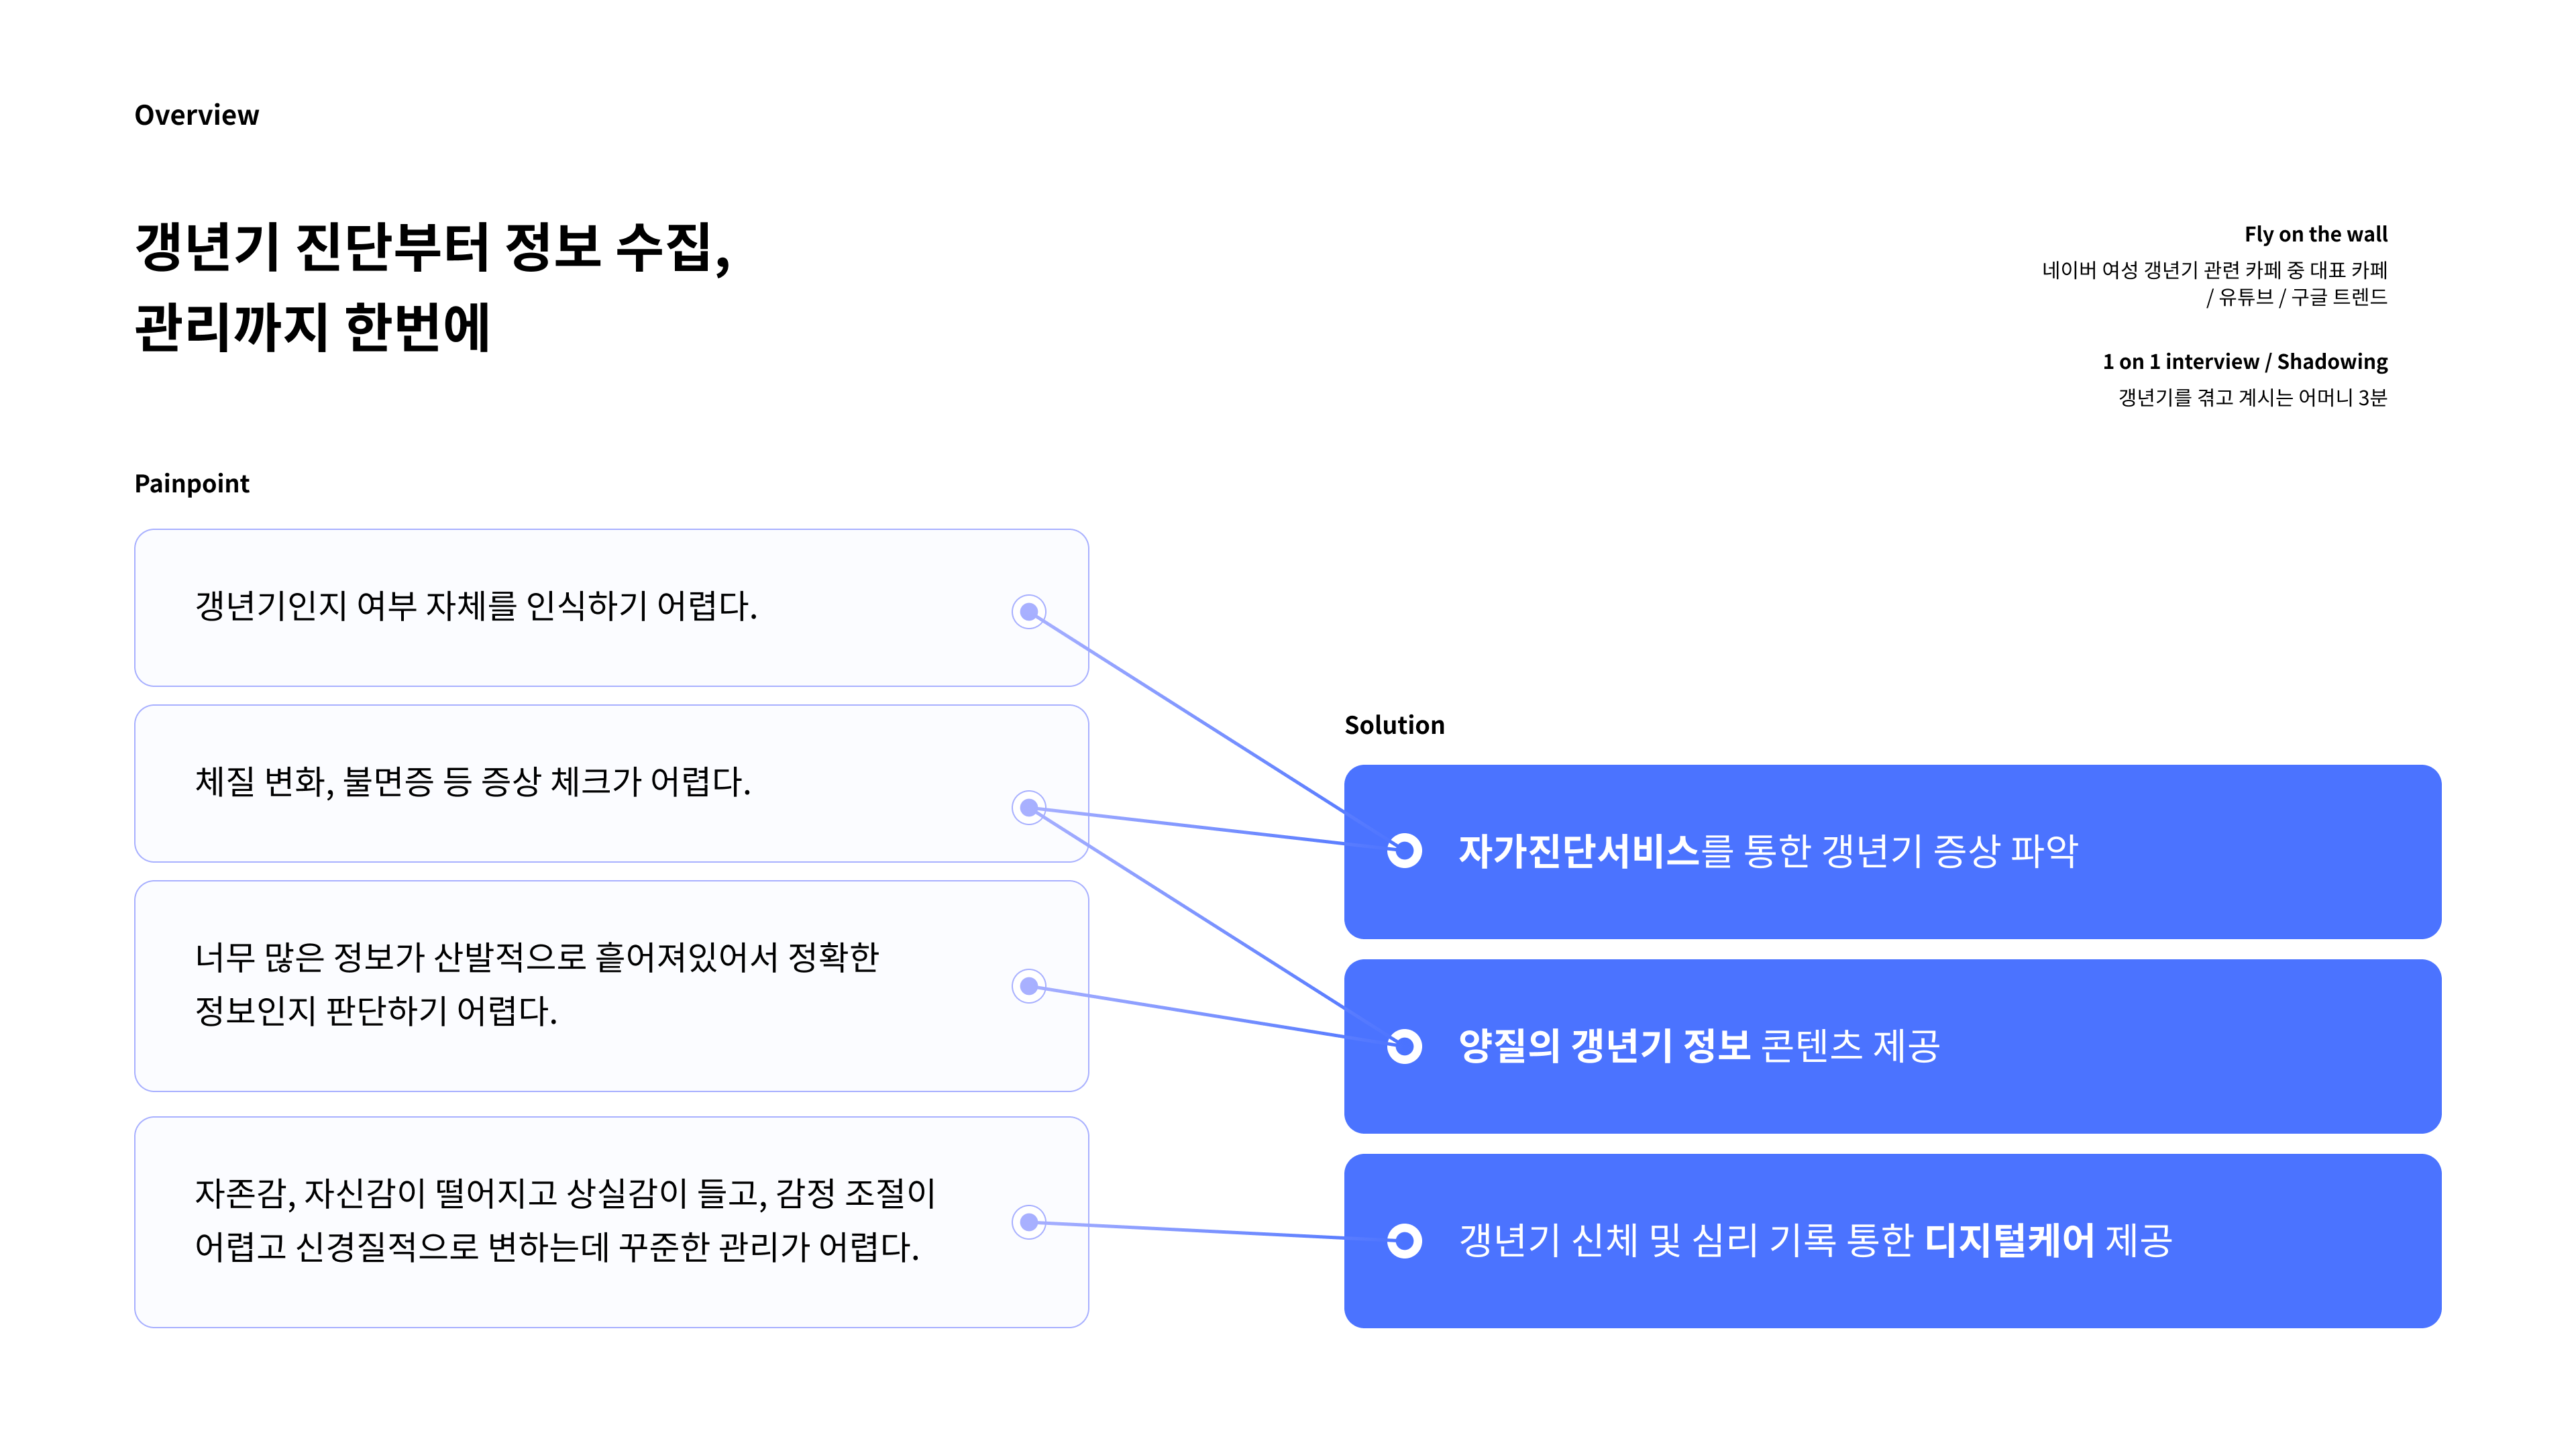 Overview
갱년기 진단부터 정보 수집,
관리까지 한번에
Fly on the wall
네이버 여성 갱년기 관련 카페 중 대표 카페
/ 유튜브 / 구글 트렌드
1 on 1 interview / Shadowing
갱년기를 겪고 계시는 어머니 3분
Painpoint
갱년기인지 여부 자체를 인식하기 어렵다.
체질 변화, 불면증 등 증상 체크가 어렵다.
너무 많은 정보가 산발적으로 흩어져있어서 정확한
정보인지 판단하기 어렵다.
자존감, 자신감이 떨어지고 상실감이 들고, 감정 조절이
어렵고 신경질적으로 변하는데 꾸준한 관리가 어렵다.
Solution
자가진단서비스를 통한 갱년기 증상 파악
양질의 갱년기 정보 콘텐츠 제공
갱년기 신체 및 심리 기록 통한 디지털케어 제공